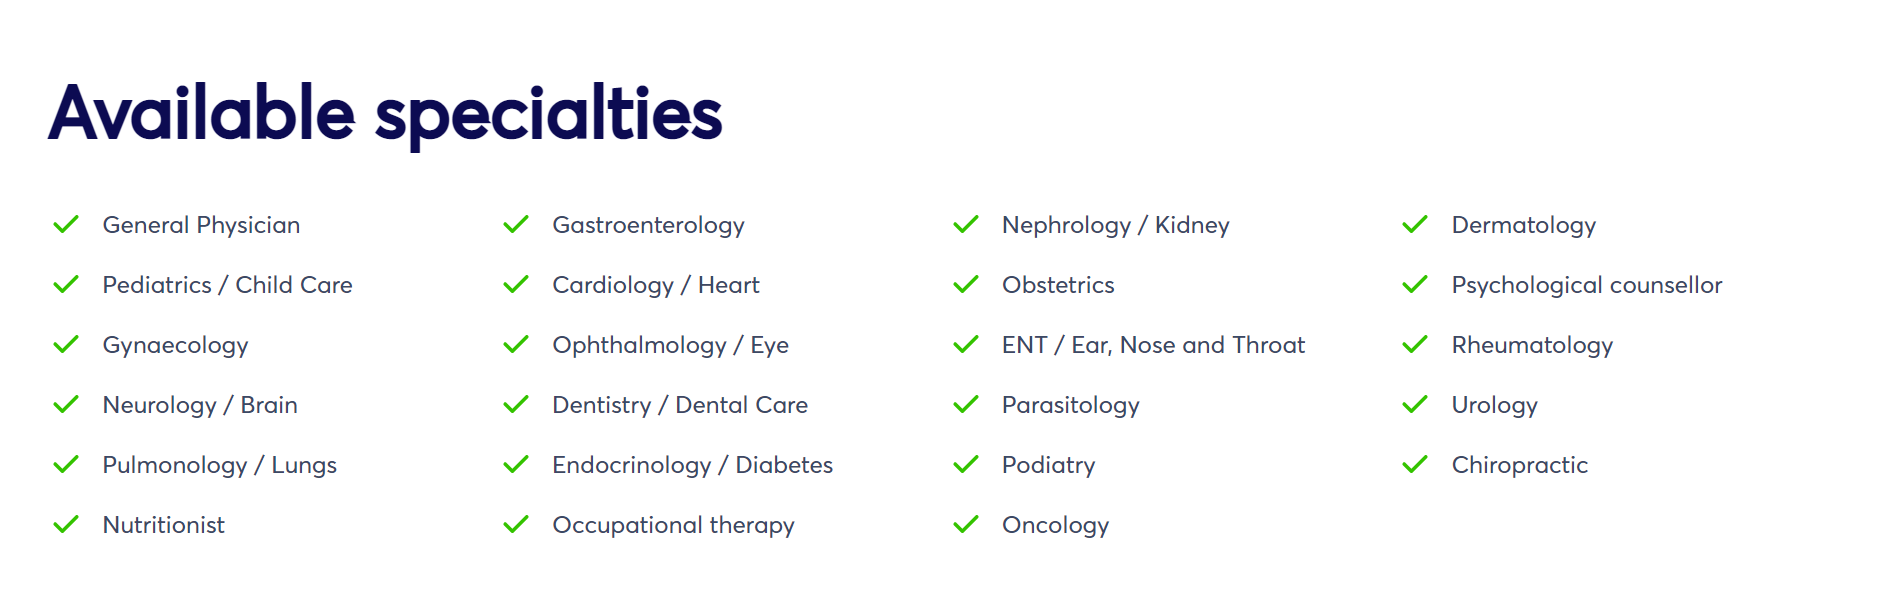 Available specialties
General Physician
Pediatrics / Child Care
Gynaecology
Neurology / Brain
Pulmonology / Lungs
Nutritionist
Gastroenterology
Cardiology / Heart
Ophthalmology / Eye
Dentistry / Dental Care
Endocrinology / Diabetes
Occupational therapy
Nephrology / Kidney
Obstetrics
ENT / Ear, Nose and Throat
Parasitology
Podiatry
Oncology
Dermatology
Psychological counsellor
Rheumatology
Urology
Chiropractic